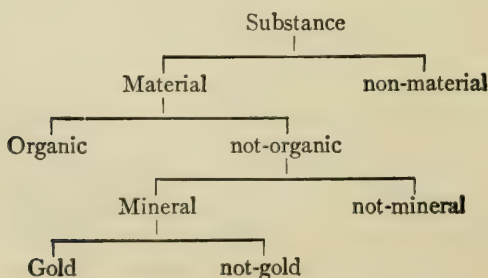 Substance
Material non-material
Organic not-organic
Mineral not-mineral
Gold not-gold